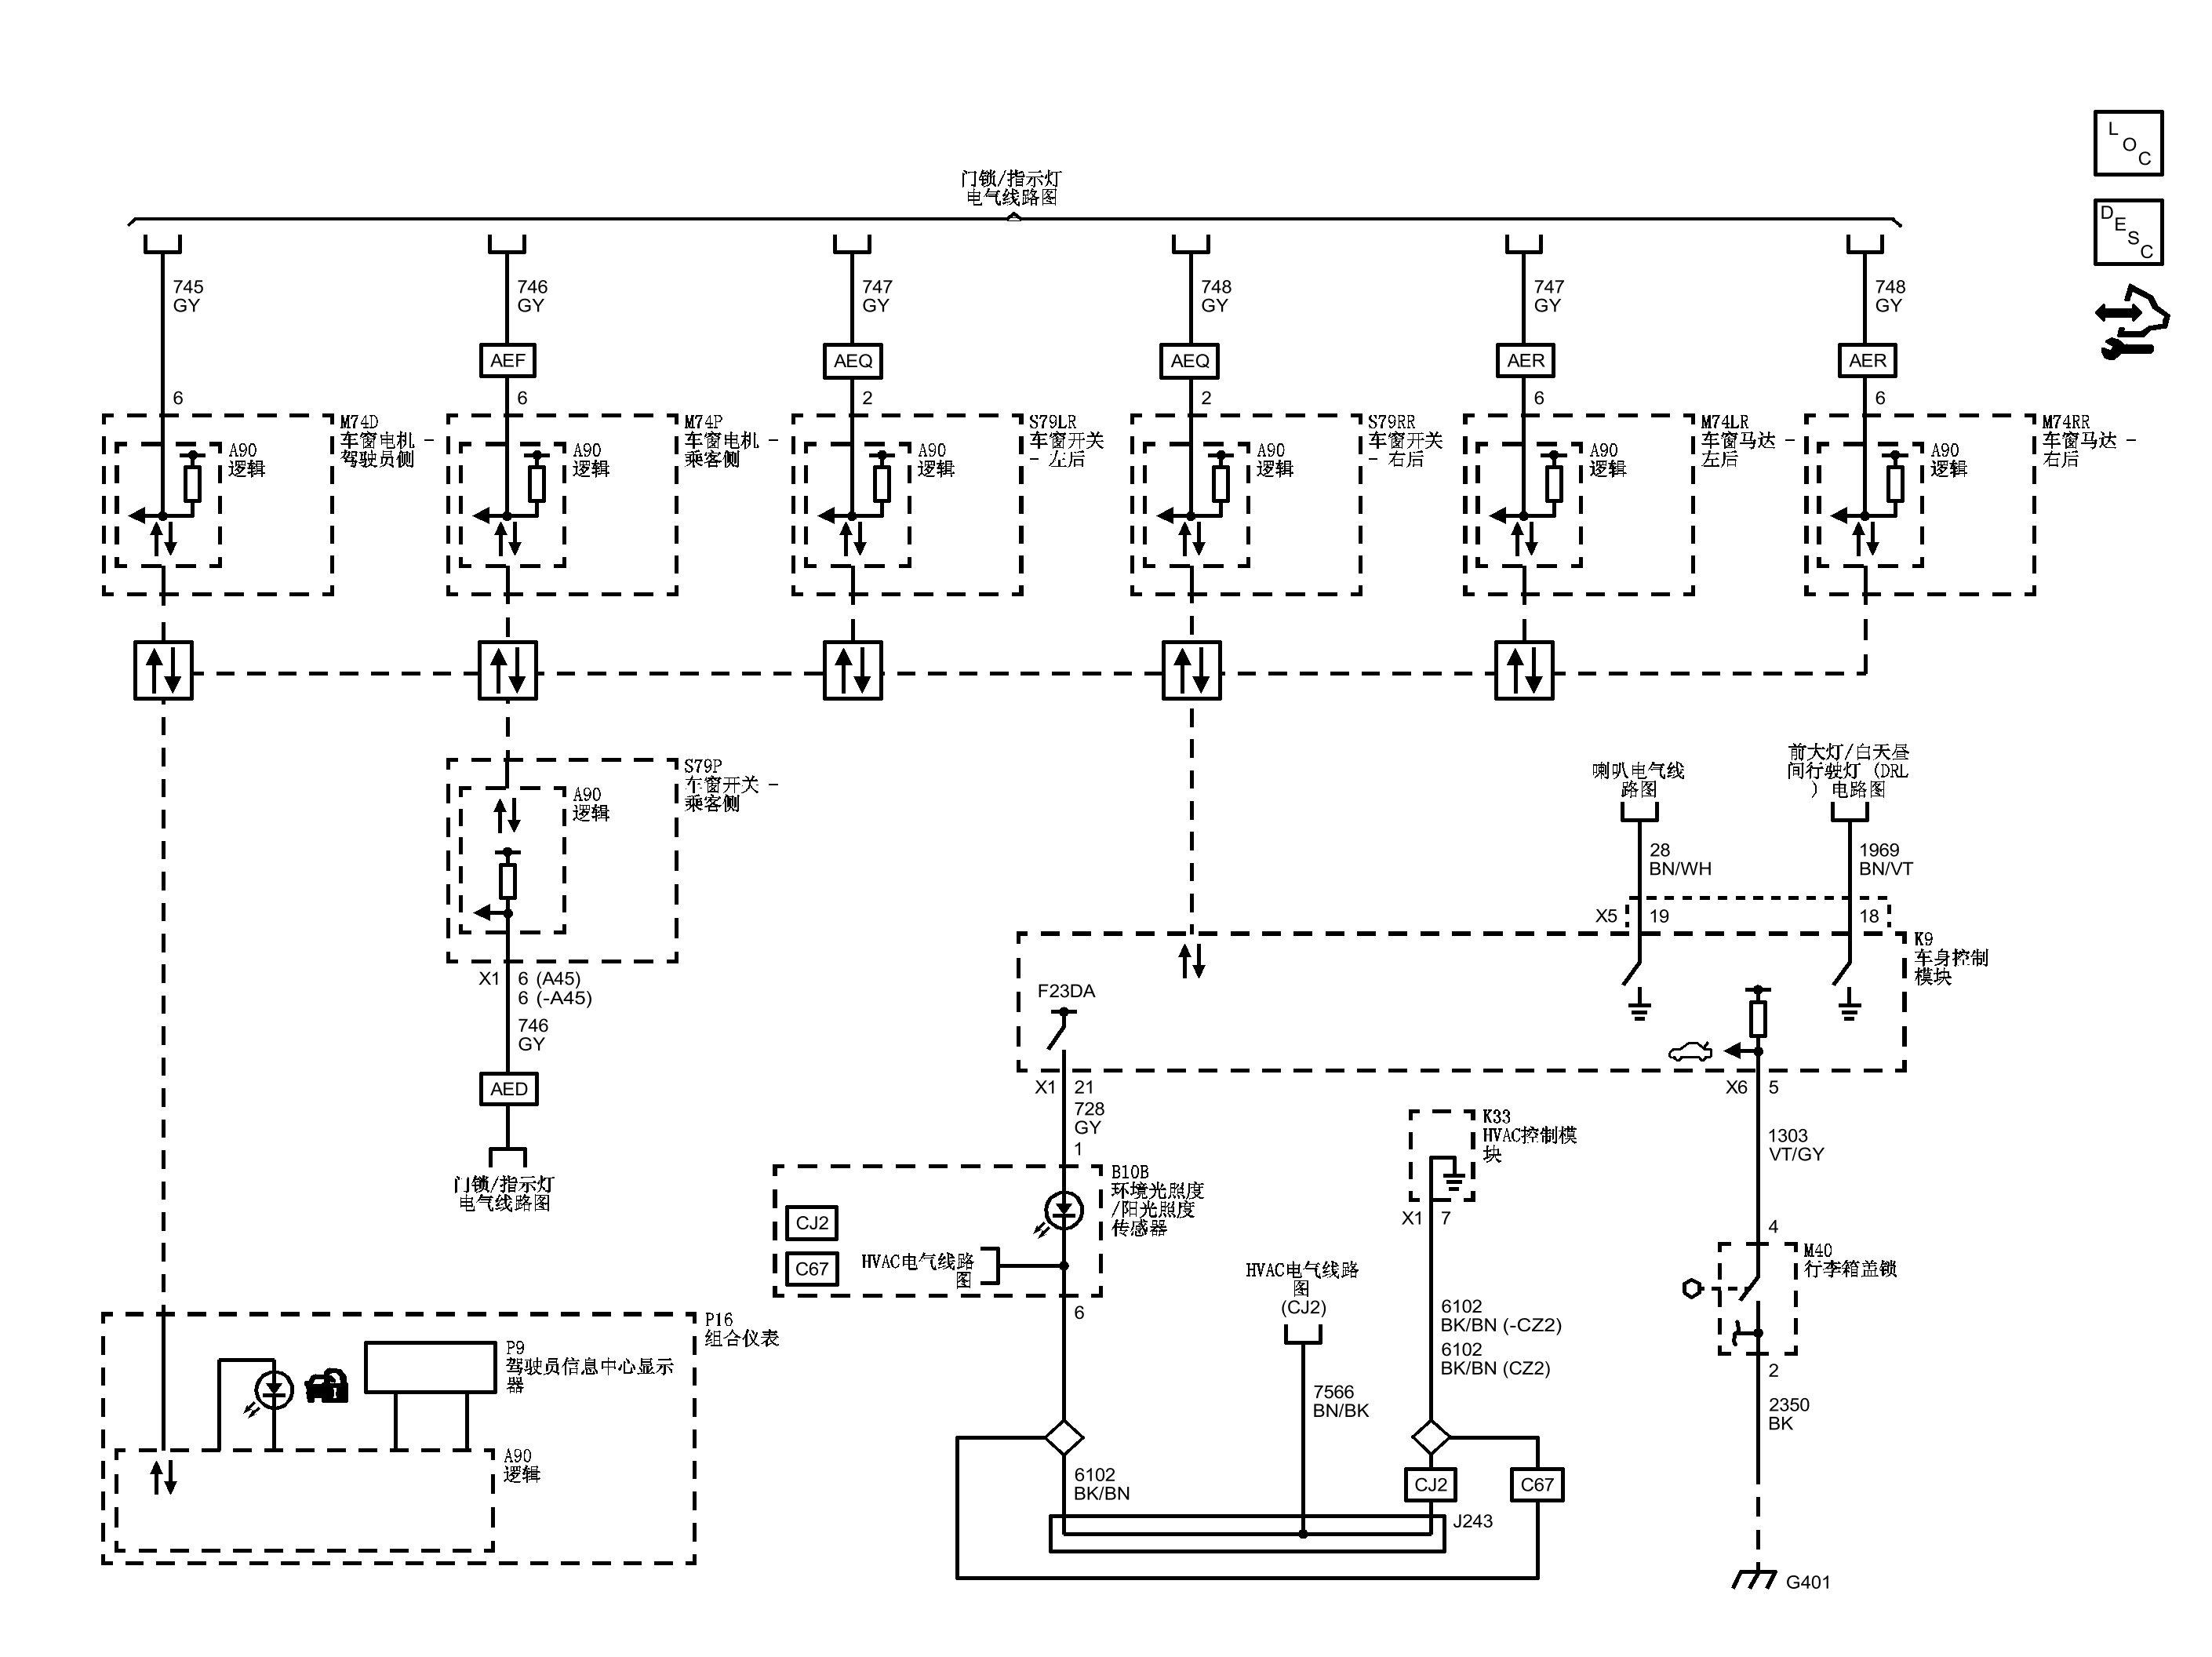 L
O
C
D
E
S
C
门锁/指示灯
电气线路图
745
GY
746
GY
747
GY
748
GY
747
GY
748
GY
AEF
AEQ
AEQ
AER
AER
6
6
2
2
6
6
M74D
车窗电机 -
驾驶员侧
A90
逻辑
M74P
车窗电机 -
乘客侧
A90
逻辑
S79LR
车窗开关
- 左后
A90
逻辑
S79RR
车窗开关
- 右后
A90
逻辑
M74LR
车窗马达 -
左后
A90
逻辑
M74RR
车窗马达 -
右后
A90
逻辑
S79P
车窗开关 -
乘客侧
A90
逻辑
X1
6 (A45)
6 (-A45)
746
GY
AED
门锁/指示灯
电气线路图
喇叭电气线
路图
前大灯/白天昼
间行驶灯 (DRL
) 电路图
28
BN/WH
1969
BN/VT
X5
19
18
K9
车身控制
模块
F23DA
X1
21
728
GY
1
X6
5
1303
VT/GY
4
K33
HVAC控制模
块
X1
7
B10B
环境光照度
/阳光照度
传感器
CJ2
C67
HVAC电气线路
图
6
HVAC电气线路
图
(CJ2)
7566
BN/BK
6102
BK/BN (-CZ2)
6102
BK/BN (CZ2)
M40
行李箱盖锁
2
2350
BK
G401
6102
BK/BN
CJ2
C67
J243
P16
组合仪表
P9
驾驶员信息中心显示
器
A90
逻辑